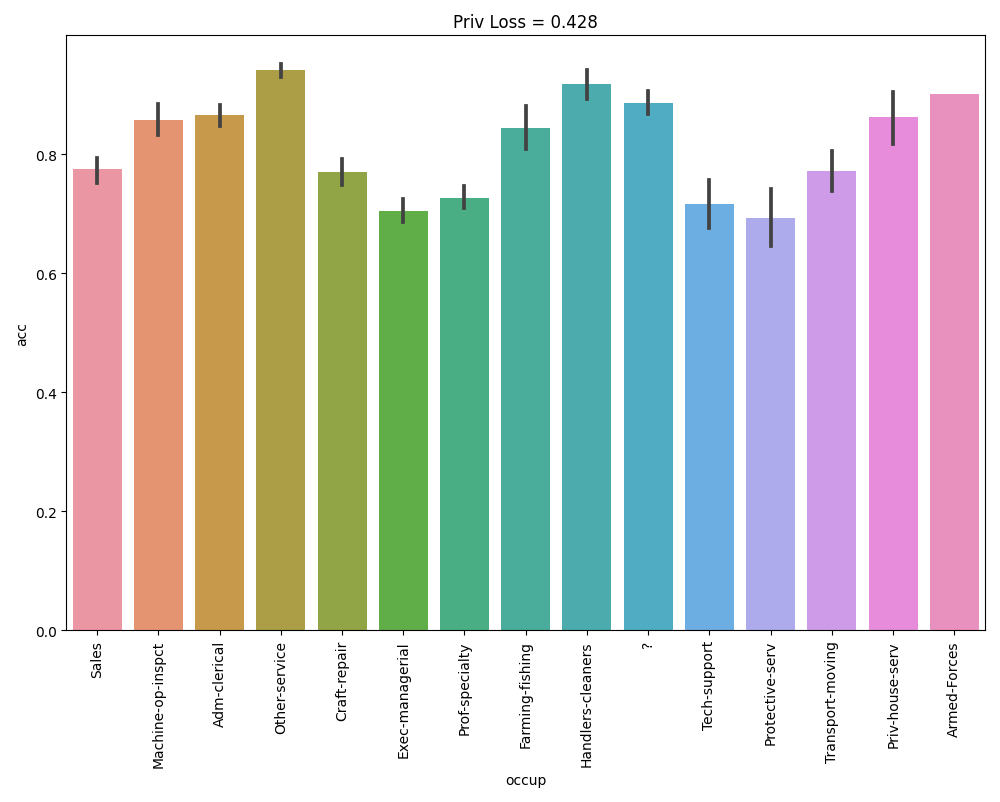 Priv Loss = 0.428
acc
0.8
0.6
0.4
0.2
0.0
Sales
Machine-op-inspct
Adm-clerical
Other-service
Craft-repair
Exec-managerial
Prof-specialty
Farming-fishing
Handlers-cleaners
?
Tech-support
Protective-serv
Transport-moving
Priv-house-serv
Armed-Forces
occup